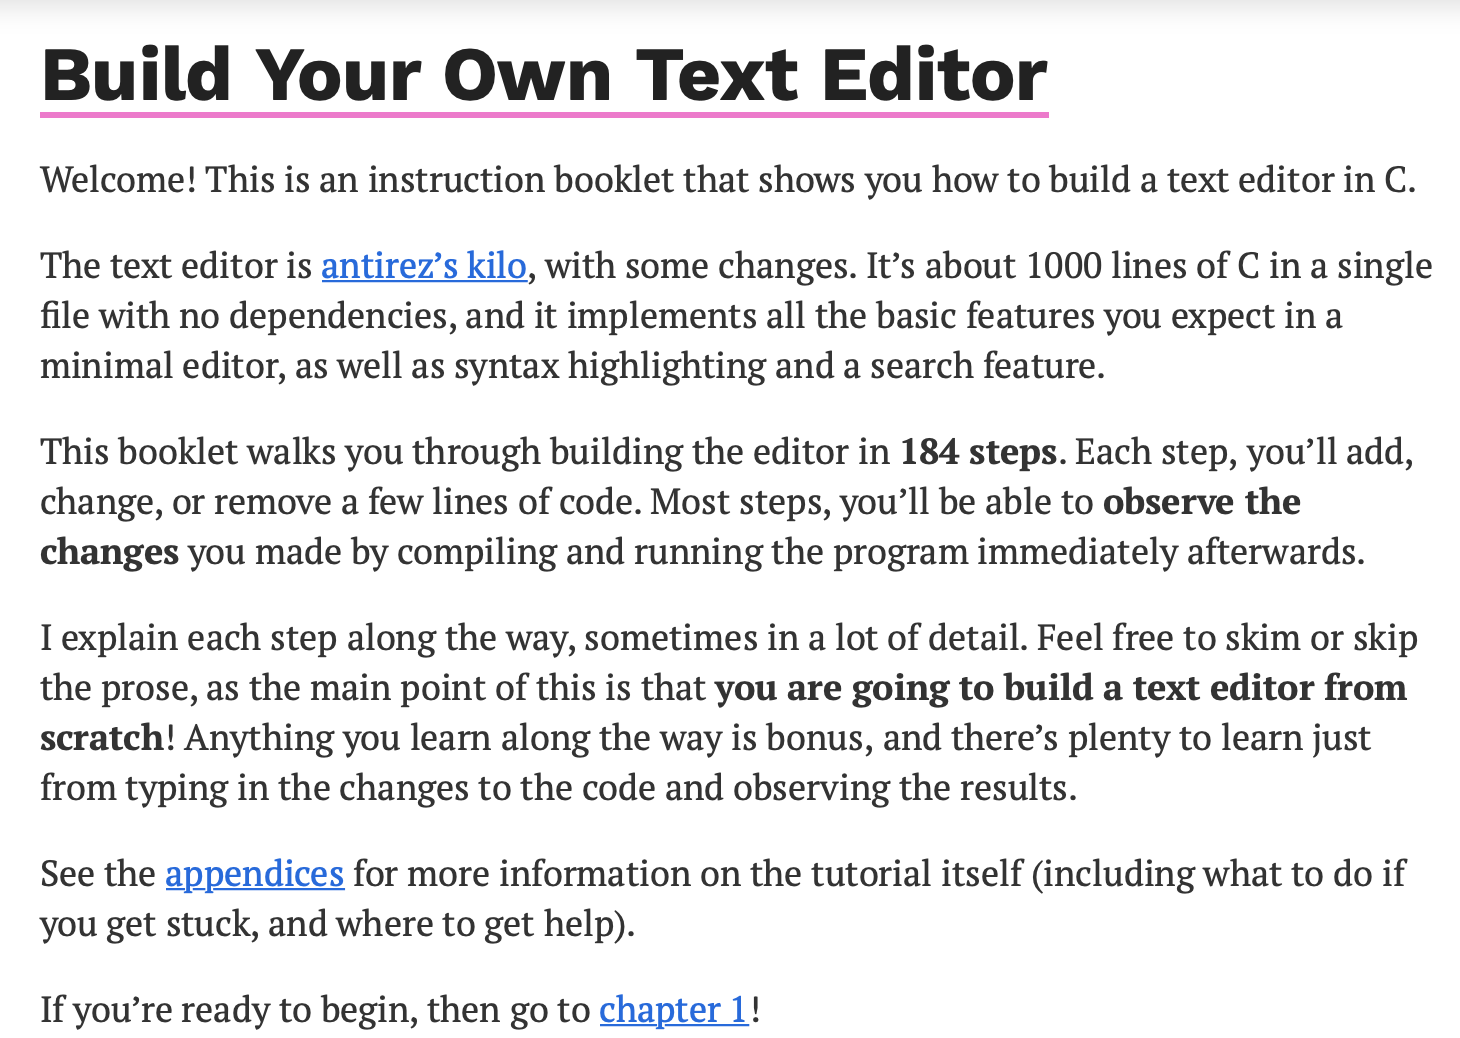 Build Your Own Text Editor
Welcome! This is an instruction booklet that shows you how to build a text editor in C.
The text editor is antirez’s kilo, with some changes. It’s about 1000 lines of C in a single
file with no dependencies, and it implements all the basic features you expect in a
minimal editor, as well as syntax highlighting and a search feature.
This booklet walks you through building the editor in 184 steps. Each step, you’ll add,
change, or remove a few lines of code. Most steps, you’ll be able to observe the
changes you made by compiling and running the program immediately afterwards.
I explain each step along the way, sometimes in a lot of detail. Feel free to skim or skip
the prose, as the main point of this is that you are going to build a text editor from
scratch! Anything you learn along the way is bonus, and there’s plenty to learn just
from typing in the changes to the code and observing the results.
See the appendices for more information on the tutorial itself (including what to do if
you get stuck, and where to get help).
If you’re ready to begin, then go to chapter 1!